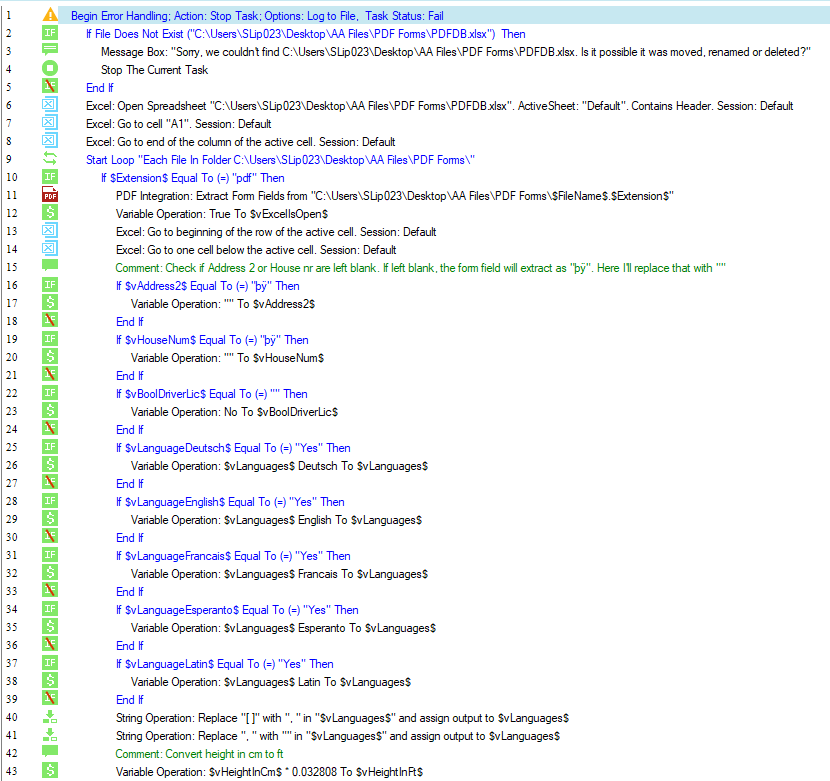 1 Begin Error Handling; Action: Stop Task; Options: Log to File, Task Status: Fail
2 IF If File Does Not Exist ("C:\Users\SLip023\Desktop\AA Files\PDF Forms\PDFDB.xlsx") Then
3 Message Box: "Sorry, we couldn't find C:\Users\SLip023\Desktop\AA Files\PDF Forms\PDFDB.xlsx. Is it possible it was moved, renamed or deleted?"
4 Stop The Current Task
5 End If
6 Excel: Open Spreadsheet "C:\Users\SLip023\Desktop\AA Files\PDF Forms\PDFDB.xlsx". ActiveSheet: "Default". Contains Header. Session: Default
7 Excel: Go to cell "A1". Session: Default
8 Excel: Go to end of the column of the active cell. Session: Default
9 Start Loop "Each File In Folder C:\Users\SLip023\Desktop\AA Files\PDF Forms\"
10 IF If $Extension$ Equal To (=) "pdf" Then
11 PDF PDF Integration: Extract Form Fields from "C:\Users\SLip023\Desktop\AA Files\PDF Forms\$FileName$.$Extension$"
12 $ Variable Operation: True To $vExcelIsOpen$
13 Excel: Go to beginning of the row of the active cell. Session: Default
14 Excel: Go to one cell below the active cell. Session: Default
15 Comment: Check if Address 2 or House nr are left blank. If left blank, the form field will extract as "þÿ". Here I'll replace that with ""
16 IF If $vAddress2$ Equal To (=) "þÿ" Then
17 $ Variable Operation: "" To $vAddress2$
18 End If
19 IF If $vHouseNum$ Equal To (=) "þÿ" Then
20 $ Variable Operation: "" To $vHouseNum$
21 End If
22 IF If $vBoolDriverLic$ Equal To (=) "" Then
23 $ Variable Operation: No To $vBoolDriverLic$
24 End If
25 IF If $vLanguageDeutsch$ Equal To (=) "Yes" Then
26 $ Variable Operation: $vLanguages$ Deutsch To $vLanguages$
27 End If
28 IF If $vLanguageEnglish$ Equal To (=) "Yes" Then
29 $ Variable Operation: $vLanguages$ English To $vLanguages$
30 End If
31 IF If $vLanguageFrancais$ Equal To (=) "Yes" Then
32 $ Variable Operation: $vLanguages$ Francais To $vLanguages$
33 End If
34 IF If $vLanguageEsperanto$ Equal To (=) "Yes" Then
35 $ Variable Operation: $vLanguages$ Esperanto To $vLanguages$
36 End If
37 IF If $vLanguageLatin$ Equal To (=) "Yes" Then
38 $ Variable Operation: $vLanguages$ Latin To $vLanguages$
39 End If
40 String Operation: Replace "[ ]" with ", " in "$vLanguages$" and assign output to $vLanguages$
41 String Operation: Replace ", " with "" in "$vLanguages$" and assign output to $vLanguages$
42 Comment: Convert height in cm to ft
43 $ Variable Operation: $vHeightInCm$ * 0.032808 To $vHeightInFt$